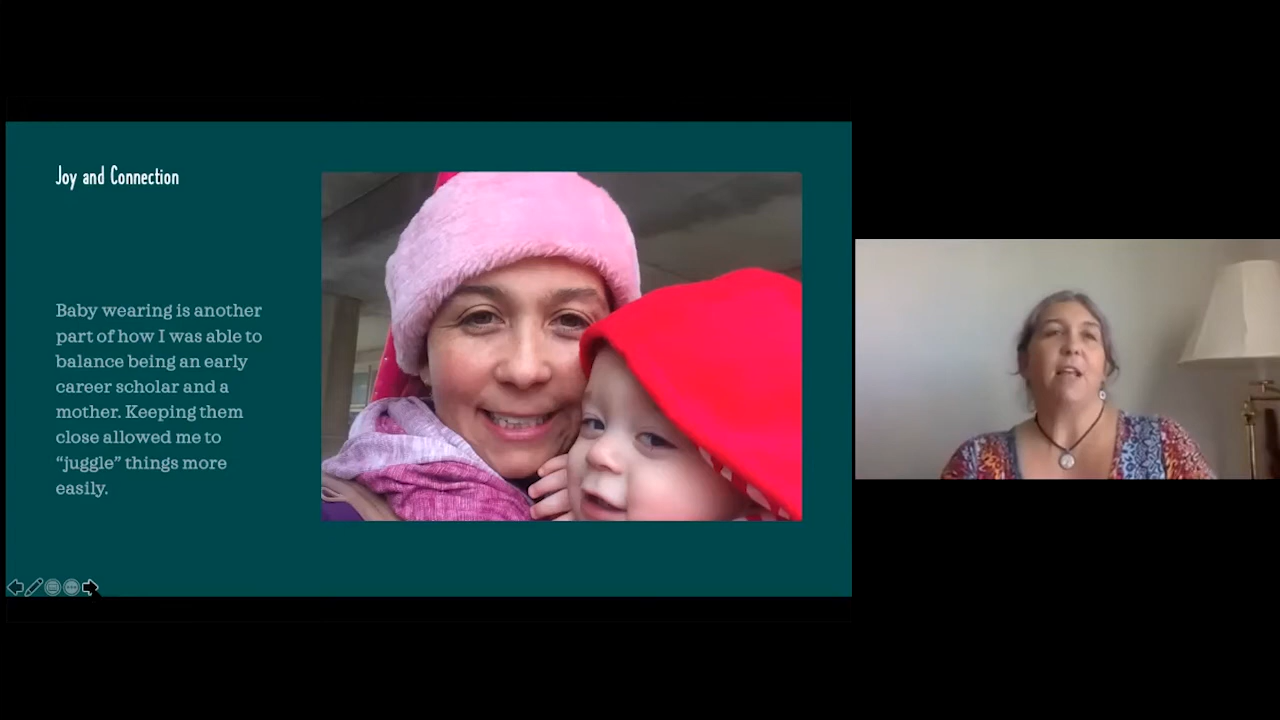 Joy and Connection
Baby wearing is another
part of how I was able to
balance being an early
career scholar and a
mother. Keeping them
close allowed me to
“juggle” things more
easily.